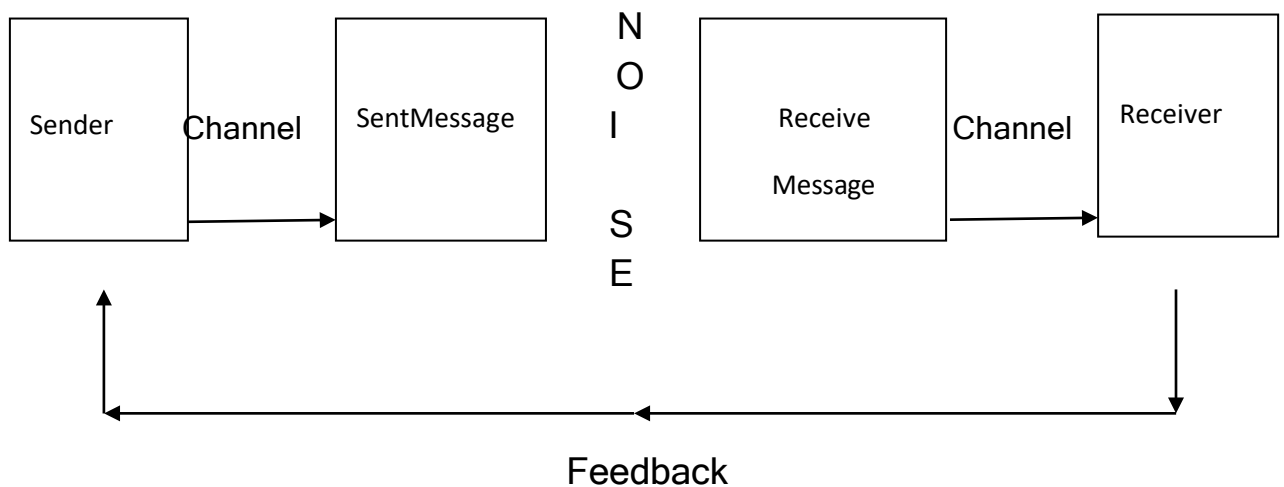 Sender
Channel
SentMessage
N
O
I
S
E
Receive
Message
Channel
Receiver
Feedback